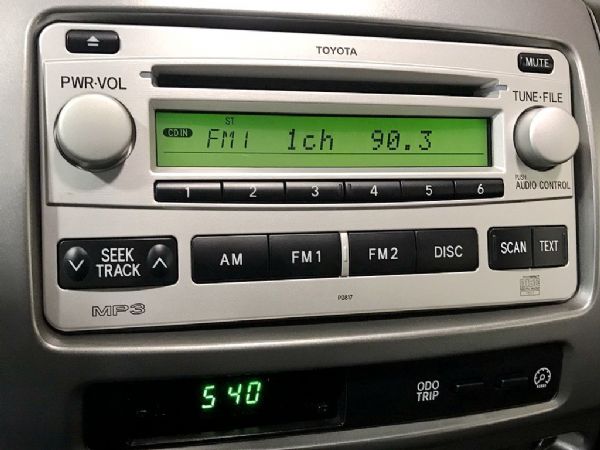 TOYOTA
MUTE
PWR·VOL
TUNE·FILE
ST
CD IN FM1 1ch 90.3
PUSH
AUDIO CONTROL
1 2 3 4 5 6
SEEK
TRACK
AM FM1 FM2 DISC SCAN TEXT
MP3
P3817
5 40
ODO
TRIP